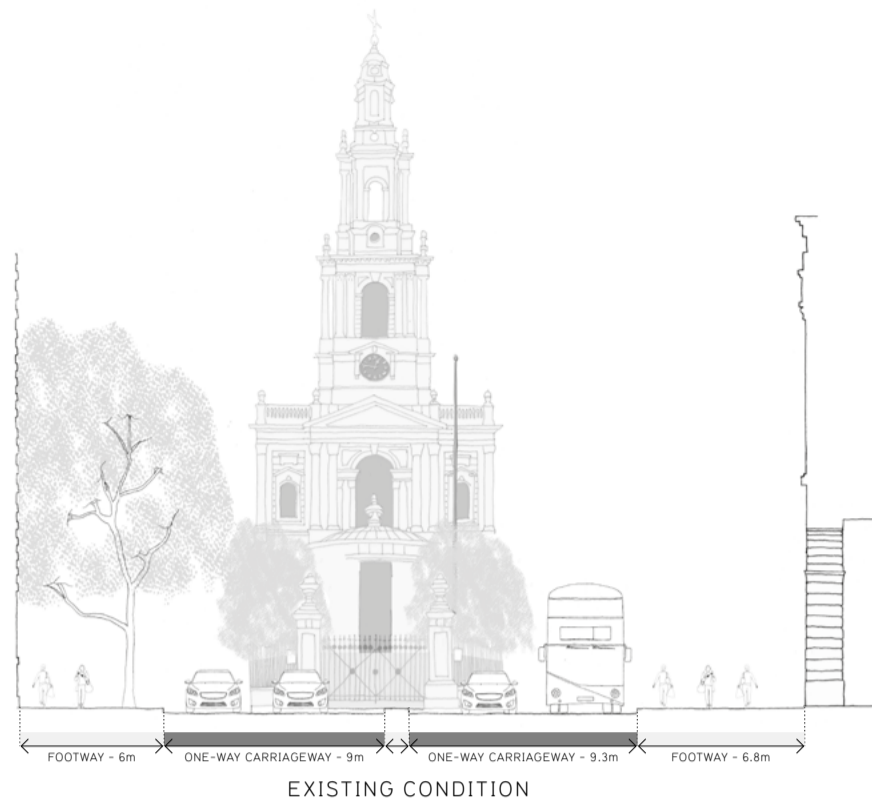 FOOTWAY - 6m
ONE-WAY CARRIAGEWAY - 9m
ONE-WAY CARRIAGEWAY - 9.3m
FOOTWAY - 6.8m
EXISTING CONDITION